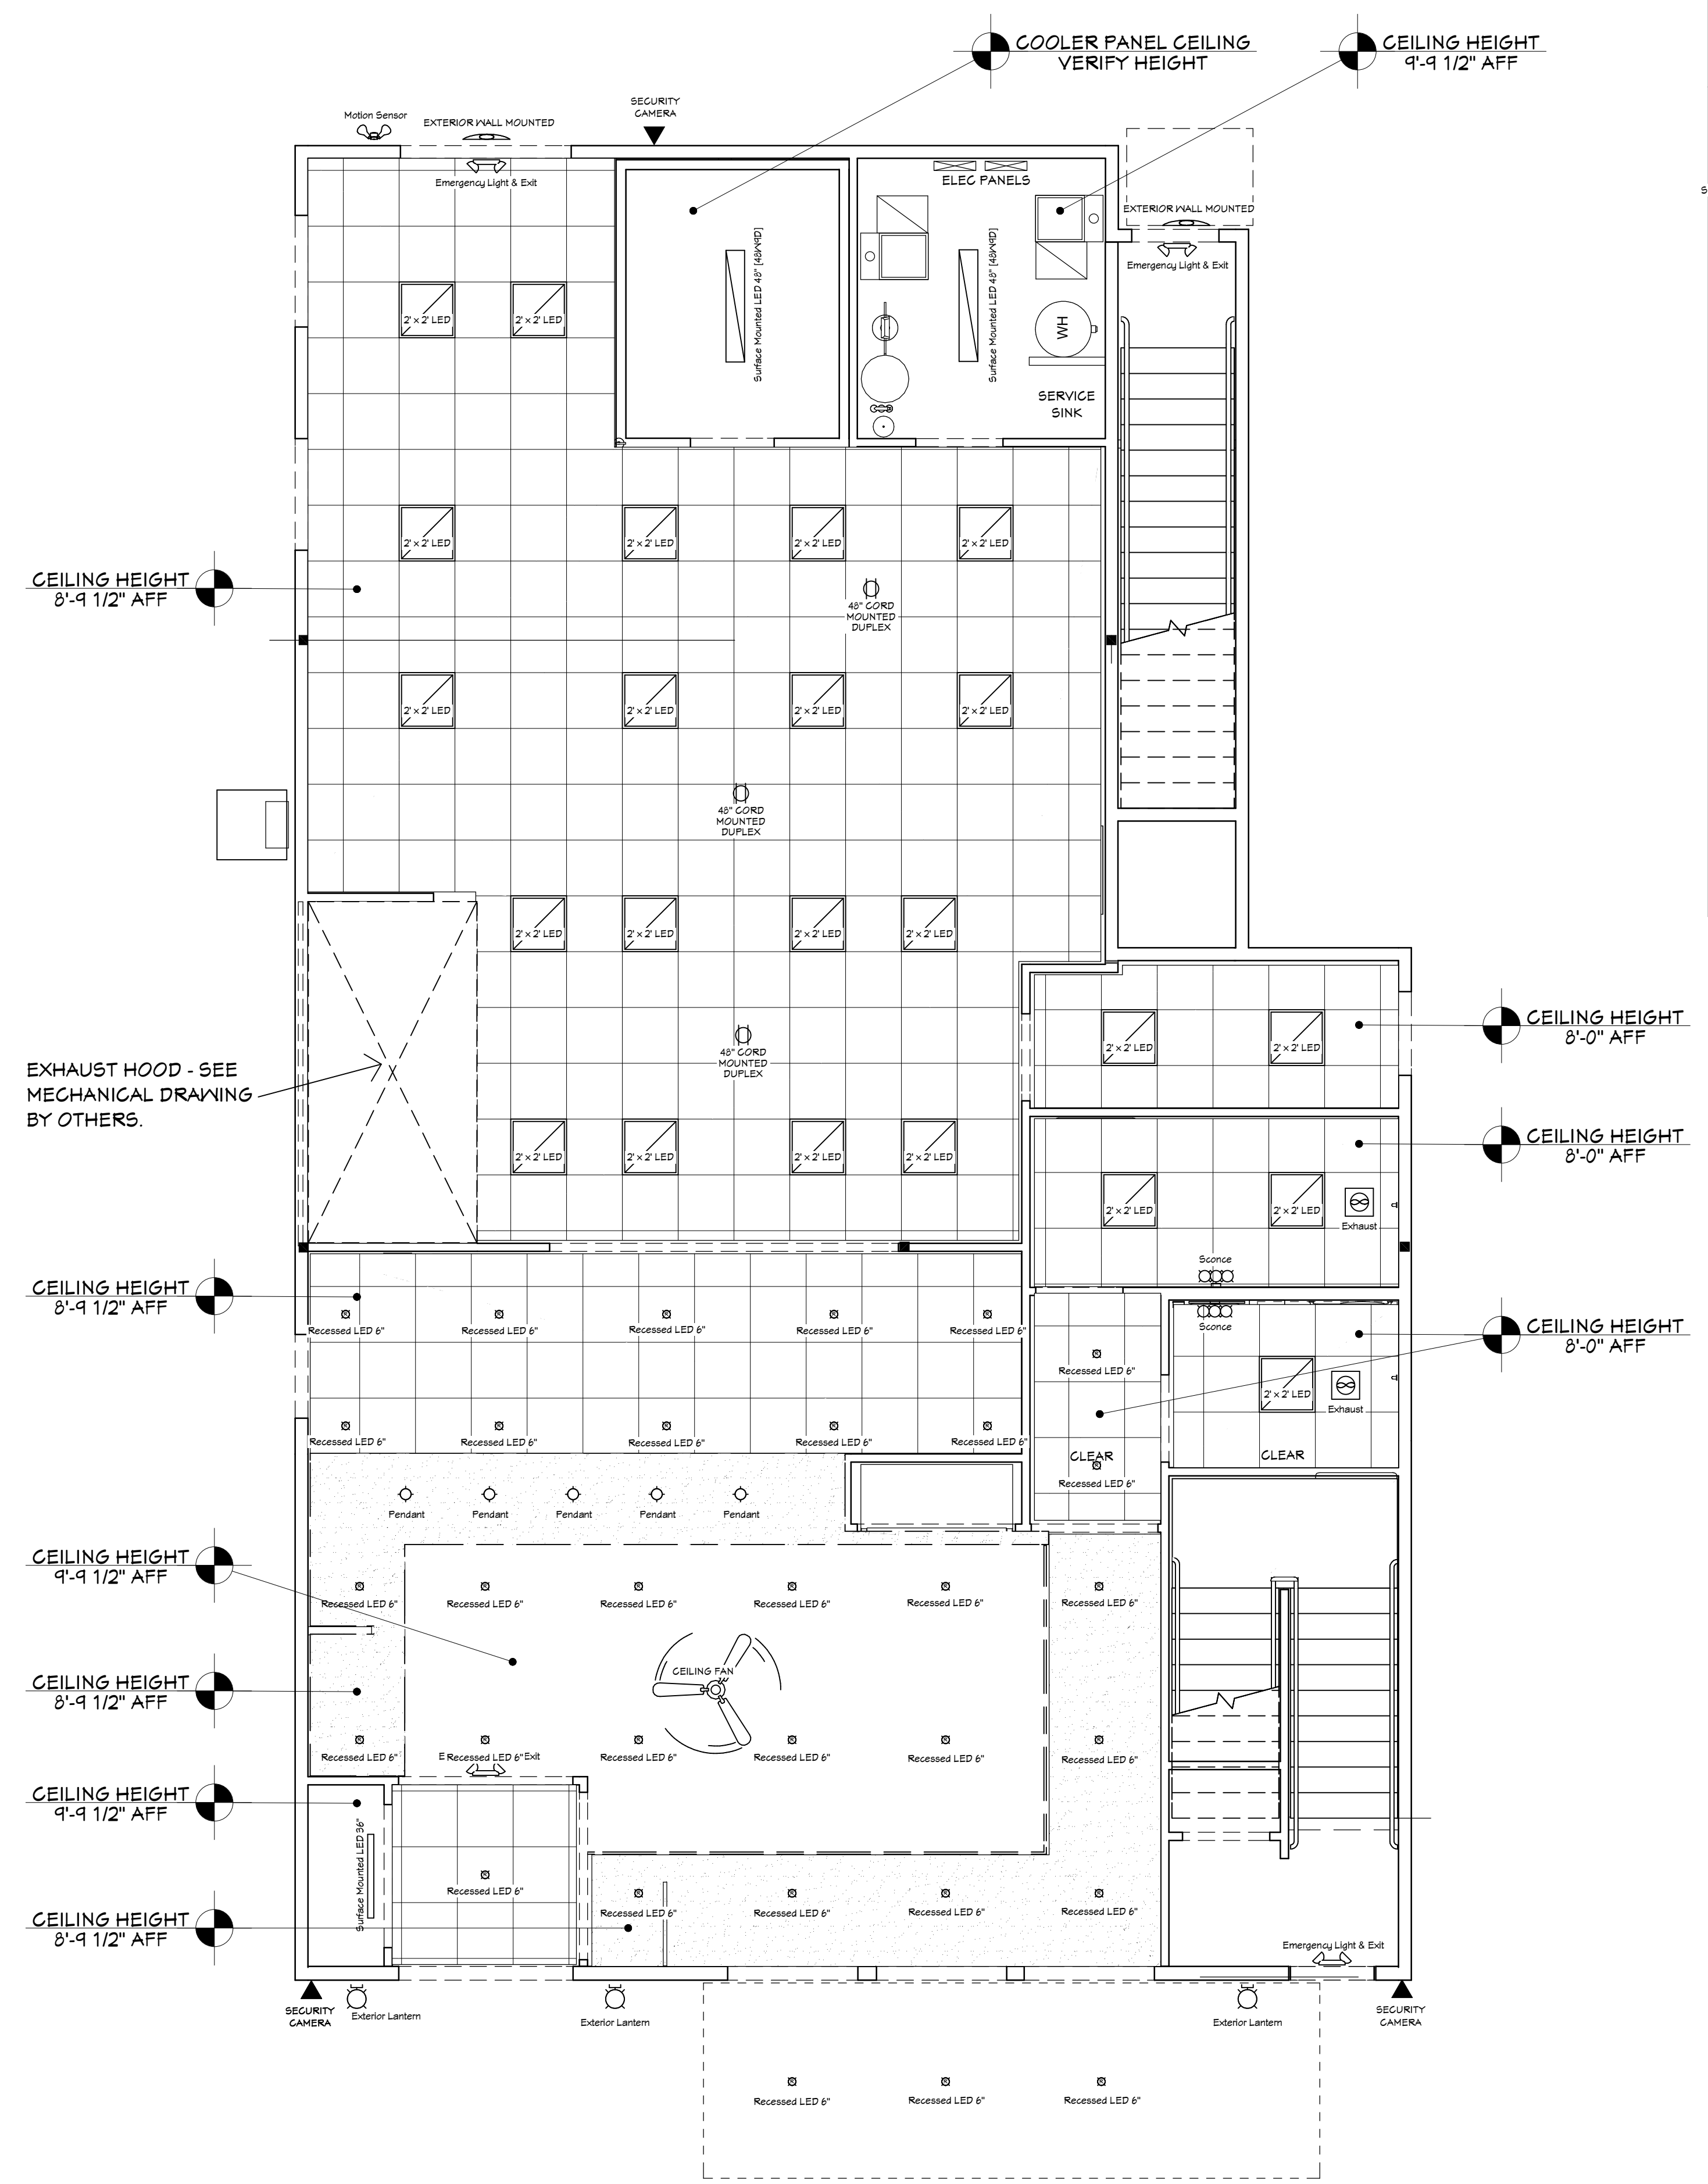 COOLER PANEL CEILING
VERIFY HEIGHT
CEILING HEIGHT
9'-9 1/2" AFF
SECURITY
CAMERA
Motion Sensor
EXTERIOR WALL MOUNTED
Emergency Light & Exit
ELEC PANELS
EXTERIOR WALL MOUNTED
Emergency Light & Exit
Surface Mounted LED 48" [48W9D]
Surface Mounted LED 48" [48W9D]
WH
SERVICE
SINK
2' x 2' LED
2' x 2' LED
2' x 2' LED
2' x 2' LED
2' x 2' LED
2' x 2' LED
CEILING HEIGHT
8'-9 1/2" AFF
48" CORD
MOUNTED
DUPLEX
2' x 2' LED
2' x 2' LED
2' x 2' LED
2' x 2' LED
48" CORD
MOUNTED
DUPLEX
2' x 2' LED
2' x 2' LED
2' x 2' LED
2' x 2' LED
EXHAUST HOOD - SEE
MECHANICAL DRAWING
BY OTHERS.
48" CORD
MOUNTED
DUPLEX
2' x 2' LED
2' x 2' LED
CEILING HEIGHT
8'-0" AFF
2' x 2' LED
2' x 2' LED
2' x 2' LED
2' x 2' LED
CEILING HEIGHT
8'-0" AFF
2' x 2' LED
2' x 2' LED
Exhaust
Sconce
CEILING HEIGHT
8'-9 1/2" AFF
Recessed LED 6"
Recessed LED 6"
Recessed LED 6"
Recessed LED 6"
Recessed LED 6"
Sconce
CEILING HEIGHT
8'-0" AFF
Recessed LED 6"
2' x 2' LED
Exhaust
Recessed LED 6"
Recessed LED 6"
Recessed LED 6"
Recessed LED 6"
Recessed LED 6"
CLEAR
CLEAR
Recessed LED 6"
Pendant
Pendant
Pendant
Pendant
Pendant
CEILING HEIGHT
9'-9 1/2" AFF
Recessed LED 6"
Recessed LED 6"
Recessed LED 6"
Recessed LED 6"
Recessed LED 6"
Recessed LED 6"
CEILING FAN
CEILING HEIGHT
8'-9 1/2" AFF
Recessed LED 6"
Recessed LED 6"
Exit
Recessed LED 6"
Recessed LED 6"
Recessed LED 6"
Recessed LED 6"
CEILING HEIGHT
9'-9 1/2" AFF
Surface Mounted LED 36"
Recessed LED 6"
CEILING HEIGHT
8'-9 1/2" AFF
Recessed LED 6"
Recessed LED 6"
Recessed LED 6"
Recessed LED 6"
Emergency Light & Exit
SECURITY
CAMERA
Exterior Lantern
Exterior Lantern
Exterior Lantern
SECURITY
CAMERA
Recessed LED 6"
Recessed LED 6"
Recessed LED 6"